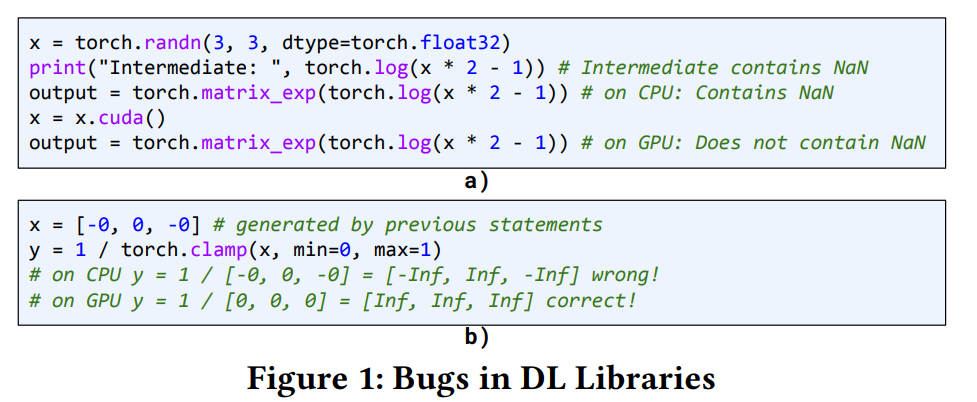 x = torch.randn(3, 3, dtype=torch.float32)
print("Intermediate: ", torch.log(x * 2 - 1)) # Intermediate contains NaN
output = torch.matrix_exp(torch.log(x * 2 - 1)) # on CPU: Contains NaN
x = x.cuda()
output = torch.matrix_exp(torch.log(x * 2 - 1)) # on GPU: Does not contain NaN
a)
x = [-0, 0, -0] # generated by previous statements
y = 1 / torch.clamp(x, min=0, max=1)
# on CPU y = 1 / [-0, 0, -0] = [-Inf, Inf, -Inf] wrong!
# on GPU y = 1 / [0, 0, 0] = [Inf, Inf, Inf] correct!
b)
Figure 1: Bugs in DL Libraries